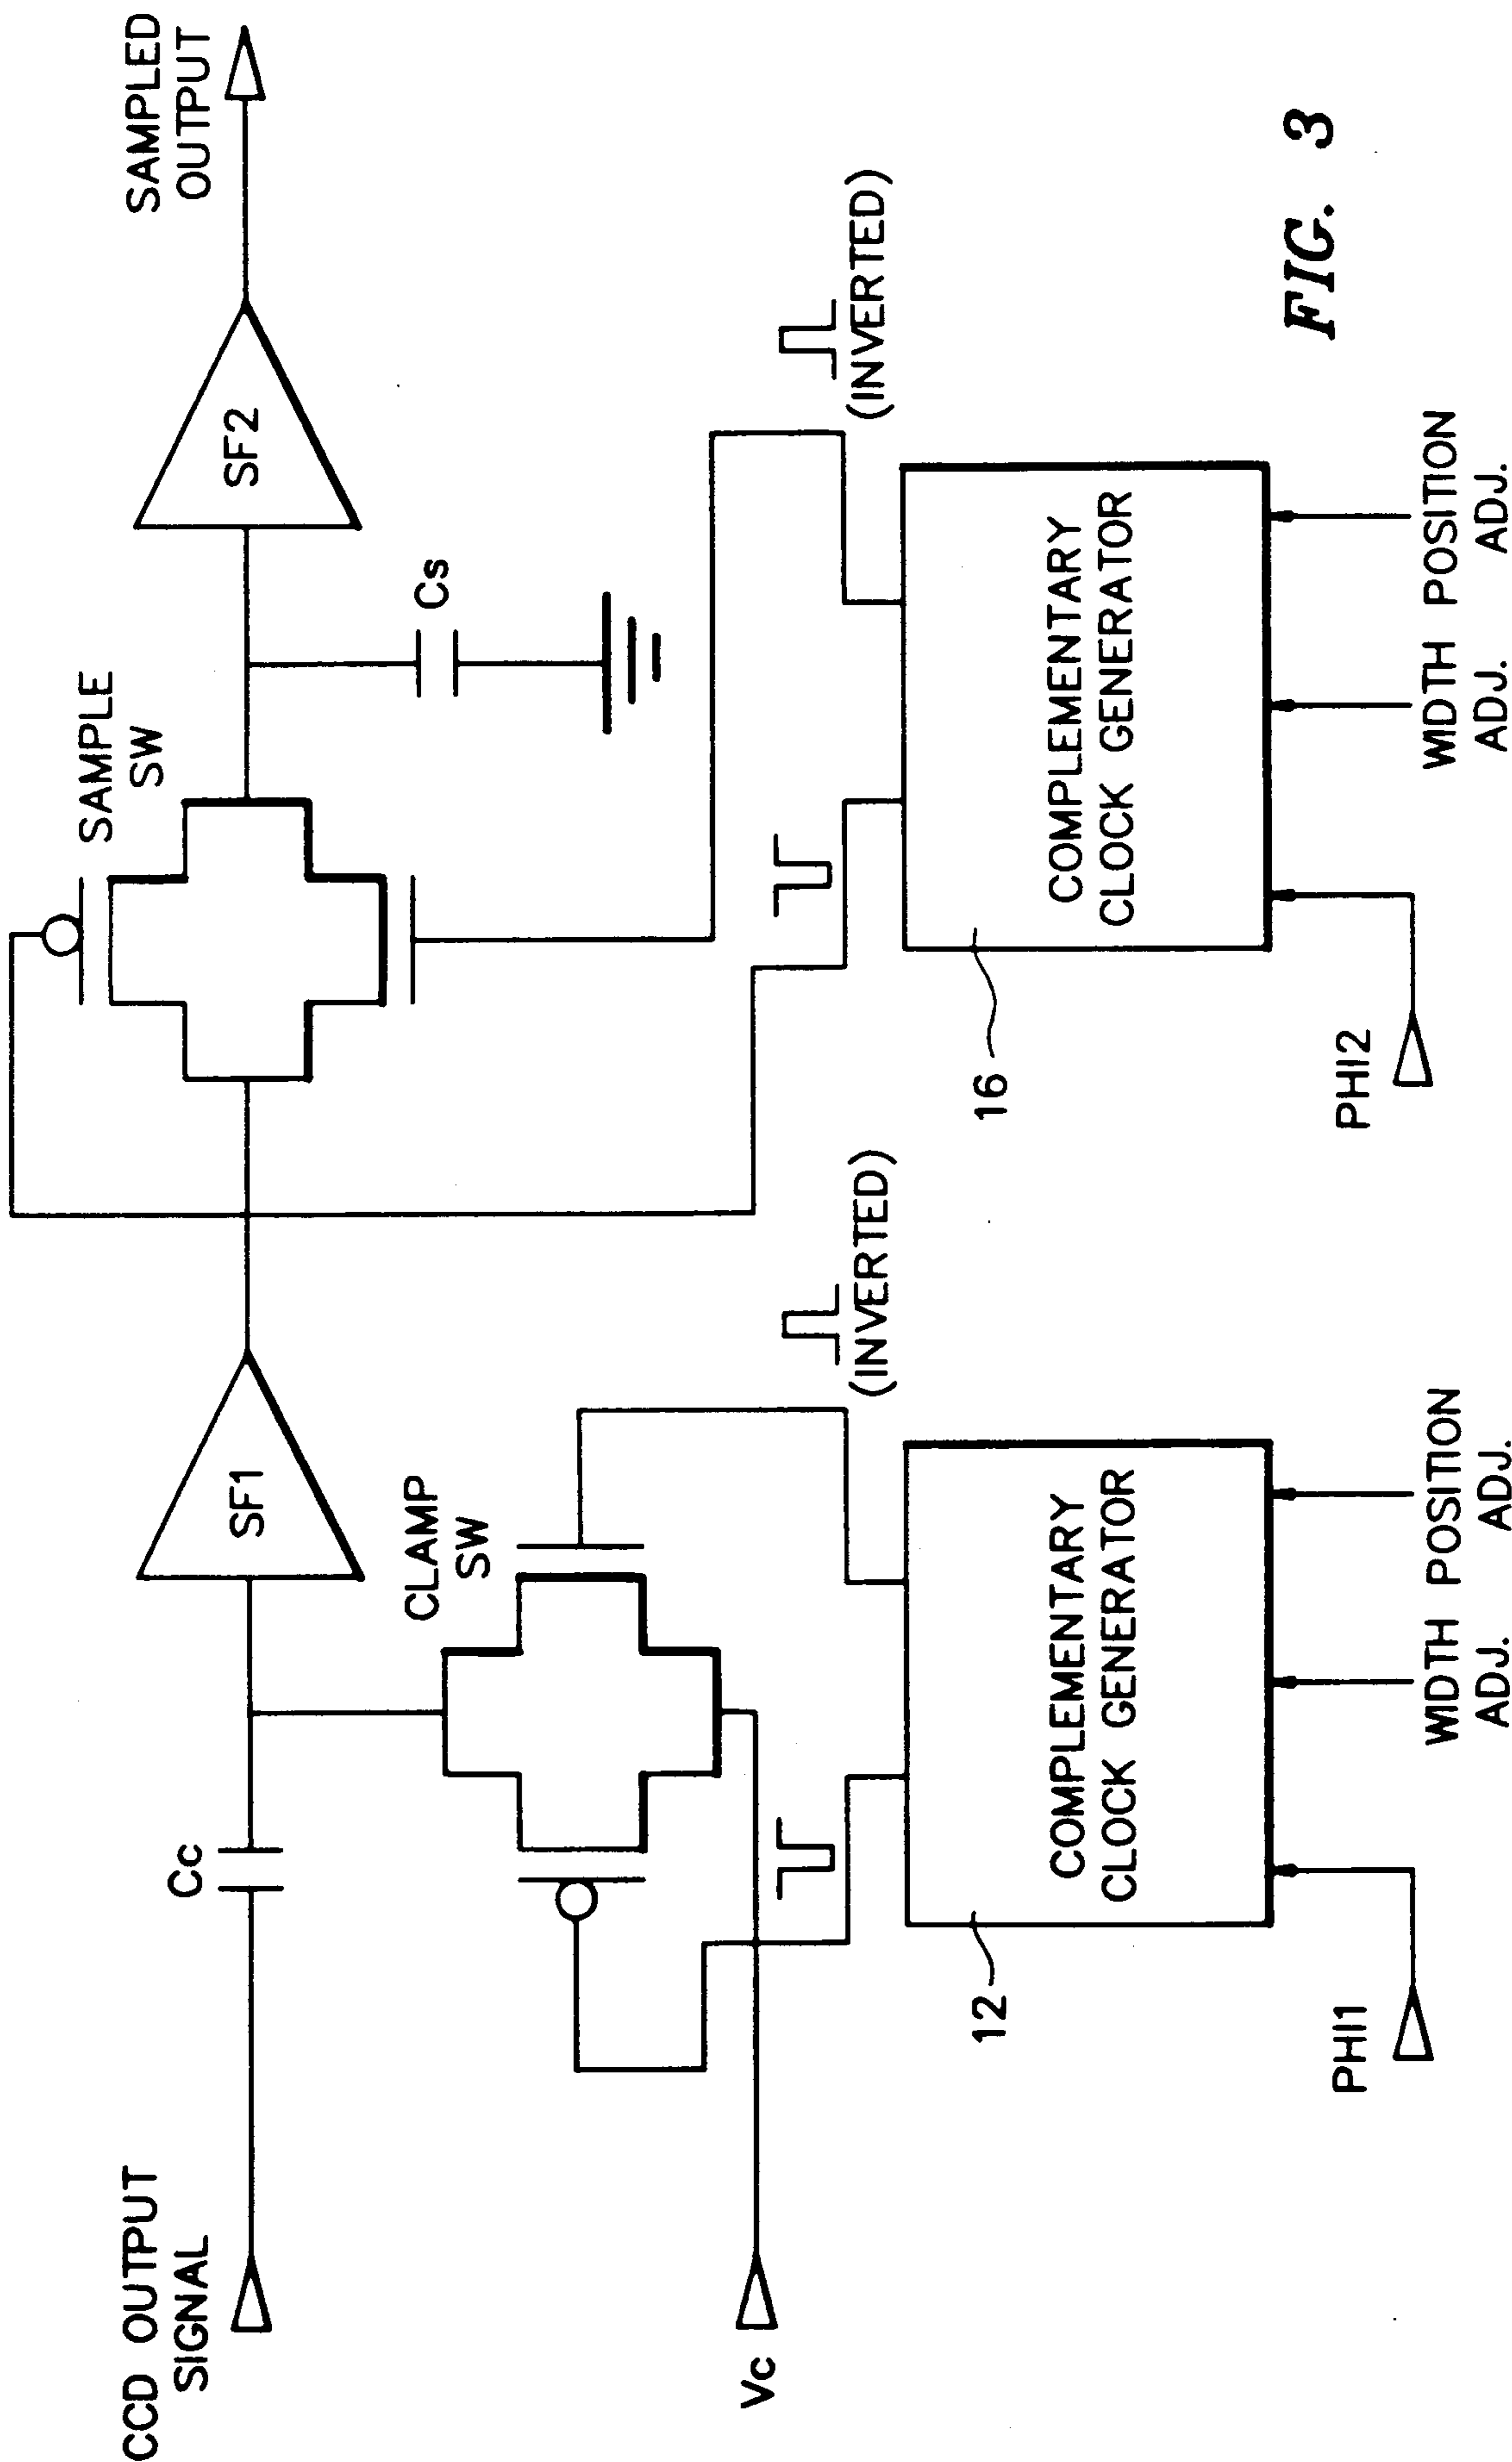 CCD OUTPUT
SIGNAL
Cc
SF1
SAMPLE
SW
SF2
SAMPLED
OUTPUT
Cs
CLAMP
SW
Vc
(INVERTED)
(INVERTED)
12
COMPLEMENTARY
CLOCK GENERATOR
16
COMPLEMENTARY
CLOCK GENERATOR
PHI1
WIDTH POSITION
ADJ. ADJ.
PHI2
WIDTH POSITION
ADJ. ADJ.
FIG. 3